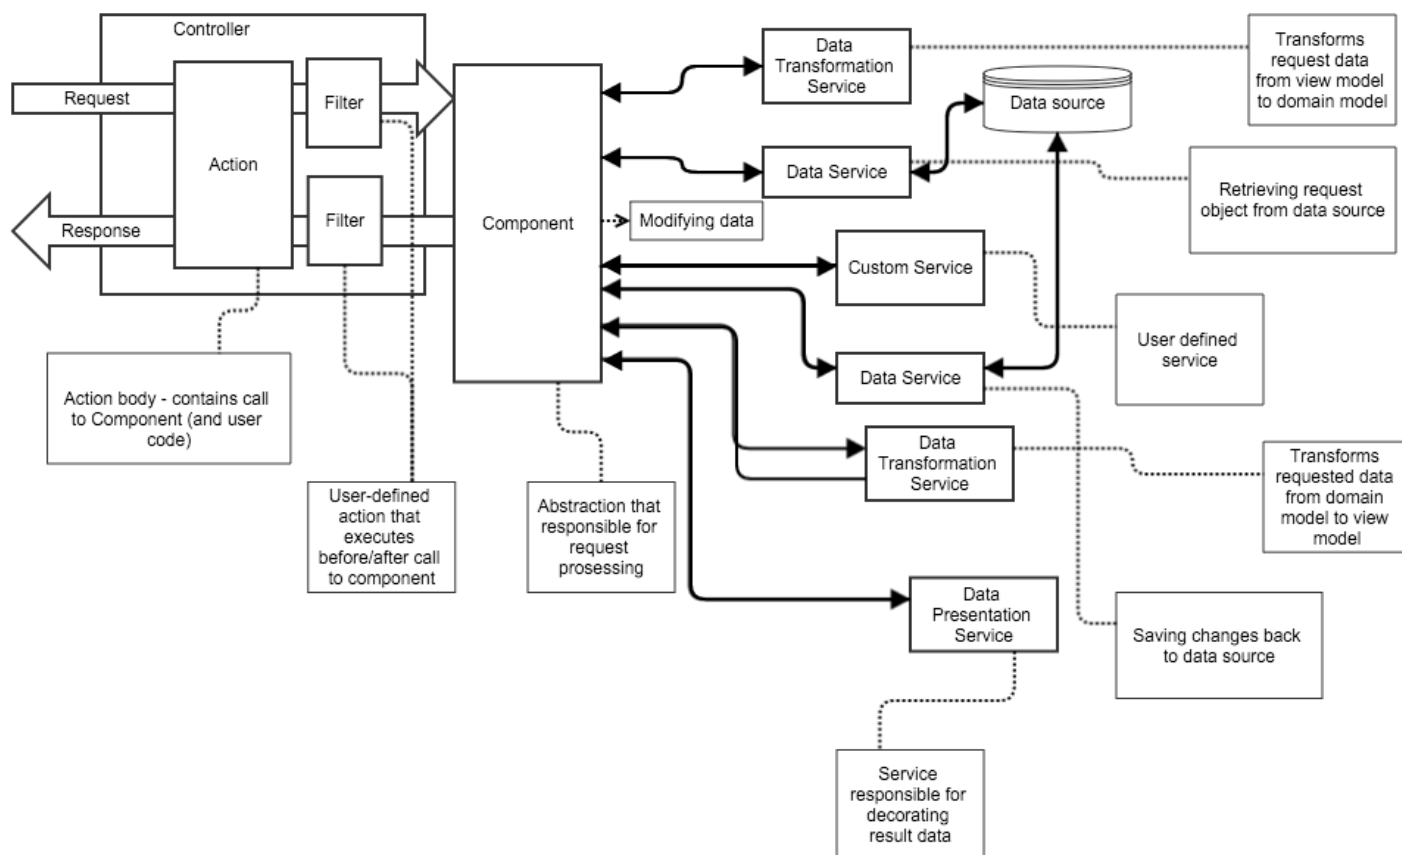 Controller
Request
Filter
Action
Response
Filter
Component
Data
Transformation
Service
Transforms
request data
from view model
to domain model
Data source
Data Service
Retrieving request
object from data source
Modifying data
Custom Service
User defined
service
Data Service
Action body - contains call
to Component (and user
code)
Data
Transformation
Service
Transforms
requested data
from domain
model to view
model
User-defined
action that
executes
before/after call
to component
Abstraction that
responsible for
request
prosessing
Data
Presentation
Service
Saving changes back
to data source
Service
responsible for
decorating
result data